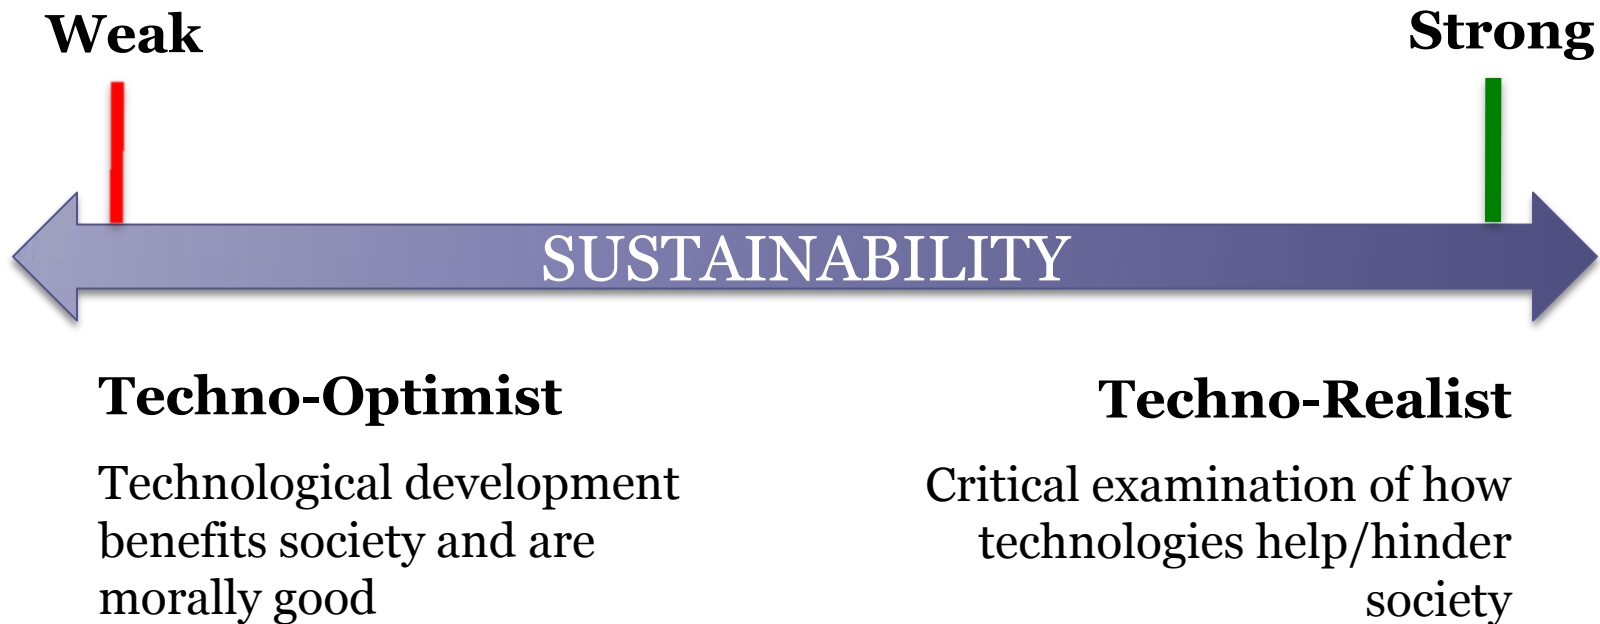 Weak
Strong
SUSTAINABILITY
Techno-Optimist
Technological development
benefits society and are
morally good
Techno-Realist
Critical examination of how
technologies help/hinder
society